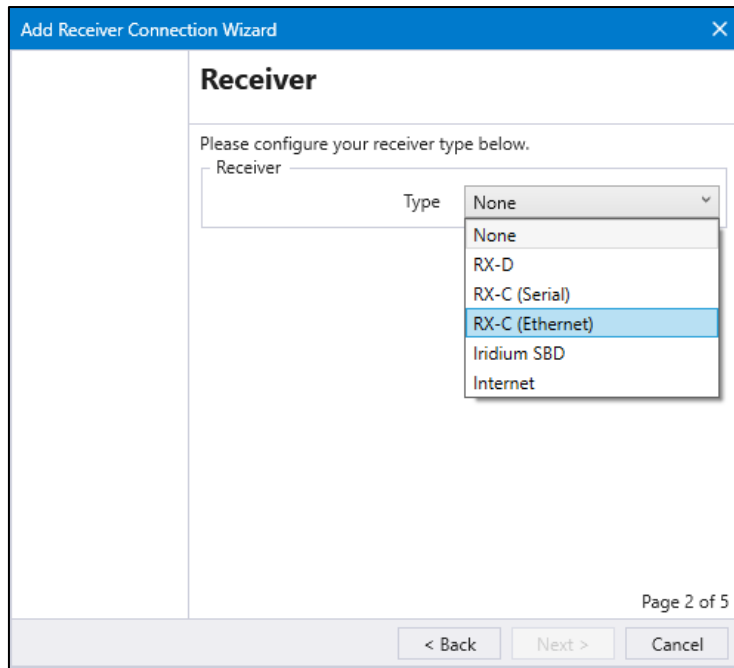 Add Receiver Connection Wizard
Receiver
Please configure your receiver type below.
Receiver
Type None
None
RX-D
RX-C (Serial)
RX-C (Ethernet)
Iridium SBD
Internet
Page 2 of 5
< Back Next > Cancel